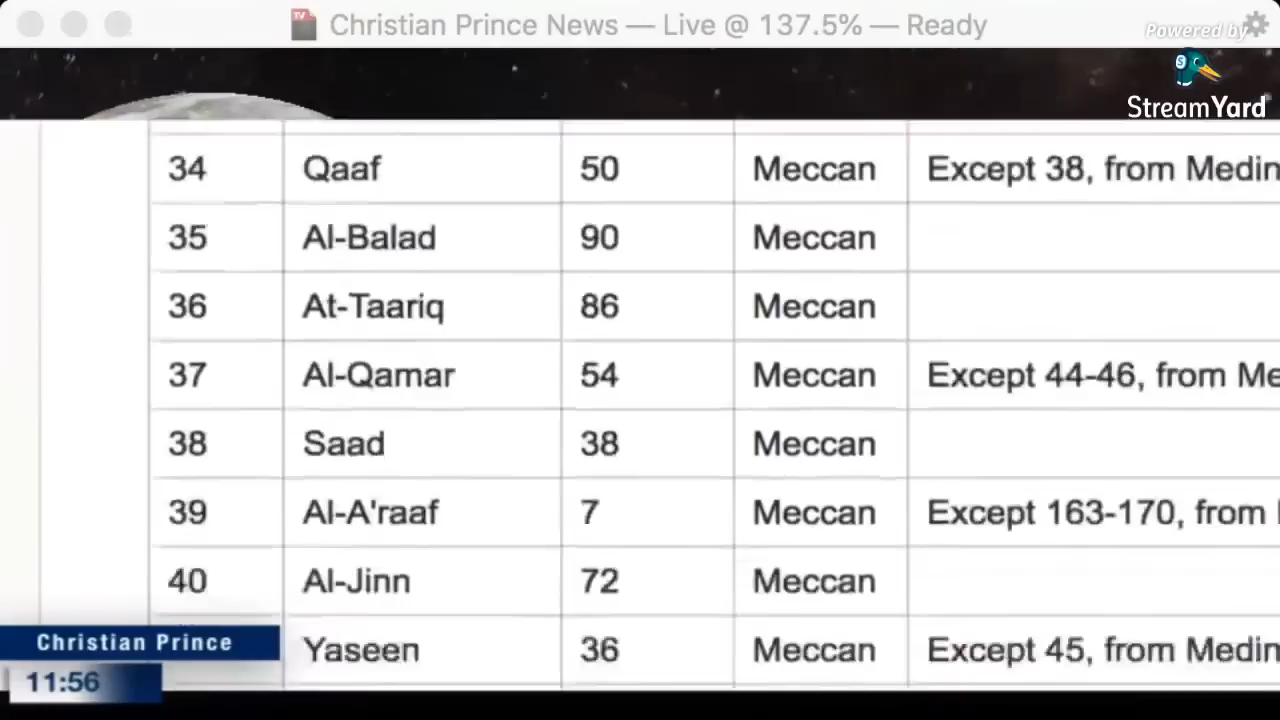 Christian Prince News — Live @ 137.5% — Ready
Powered by
StreamYard
34 Qaaf 50 Meccan Except 38, from Medin
35 Al-Balad 90 Meccan
36 At-Taariq 86 Meccan
37 Al-Qamar 54 Meccan Except 44-46, from Me
38 Saad 38 Meccan
39 Al-A'raaf 7 Meccan Except 163-170, from
40 Al-Jinn 72 Meccan
Yaseen 36 Meccan Except 45, from Medin
Christian Prince
11:56